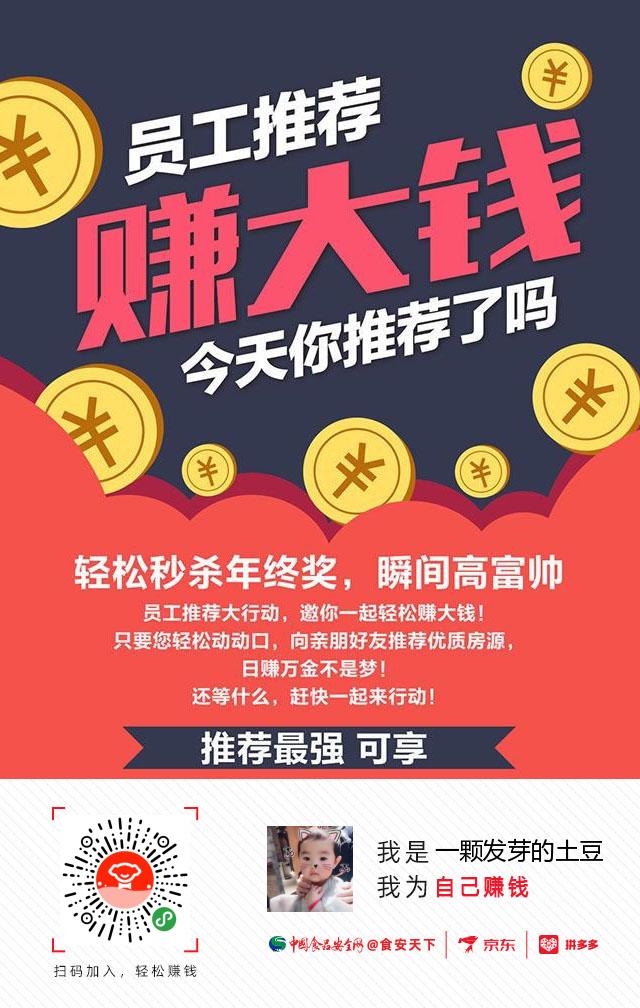 员工推荐
赚大钱
今天你推荐了吗
轻松秒杀年终奖，瞬间高富帅
员工推荐大行动，邀你一起轻松赚大钱！
只要您轻松动动口，向亲朋好友推荐优质房源，
日赚万金不是梦！
还等什么，赶快一起来行动！
推荐最强 可享
我是 一颗发芽的土豆
我为 自己赚钱
中国食品安全网@食安天下 京东 拼多多
扫码加入，轻松赚钱